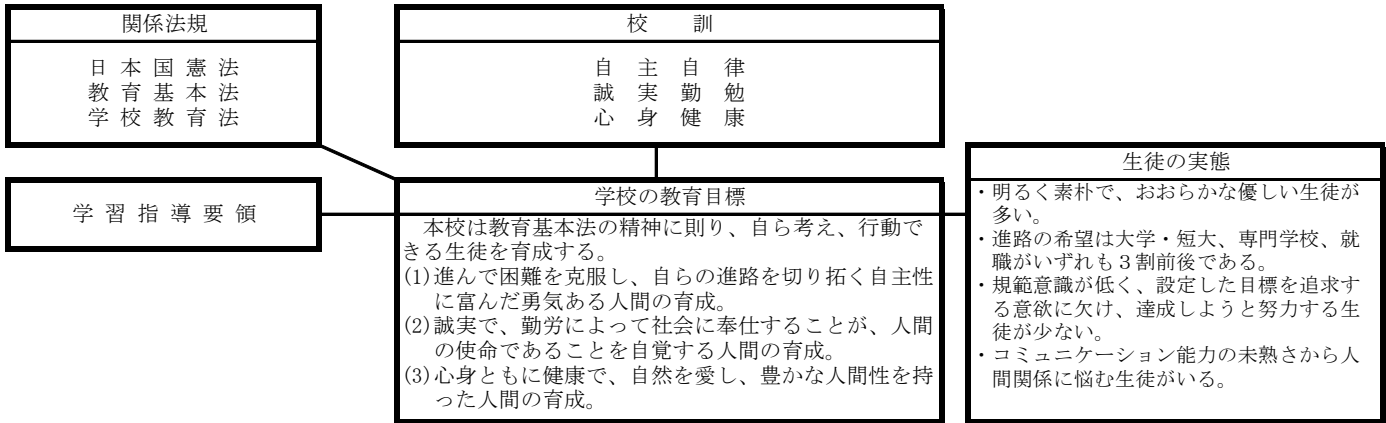 関係法規
日本国憲法
教育基本法
学校教育法
校　訓
自主自律
誠実勤勉
心身健康
学習指導要領
学校の教育目標
本校は教育基本法の精神に則り、自ら考え、行動で
きる生徒を育成する。
(1)進んで困難を克服し、自らの進路を切り拓く自主性
に富んだ勇気ある人間の育成。
(2)誠実で、勤労によって社会に奉仕することが、人間
の使命であることを自覚する人間の育成。
(3)心身ともに健康で、自然を愛し、豊かな人間性を持
った人間の育成。
生徒の実態
・明るく素朴で、おおらかな優しい生徒が
多い。
・進路の希望は大学・短大、専門学校、就
職がいずれも３割前後である。
・規範意識が低く、設定した目標を追求す
る意欲に欠け、達成しようと努力する生
徒が少ない。
・コミュニケーション能力の未熟さから人
間関係に悩む生徒がいる。